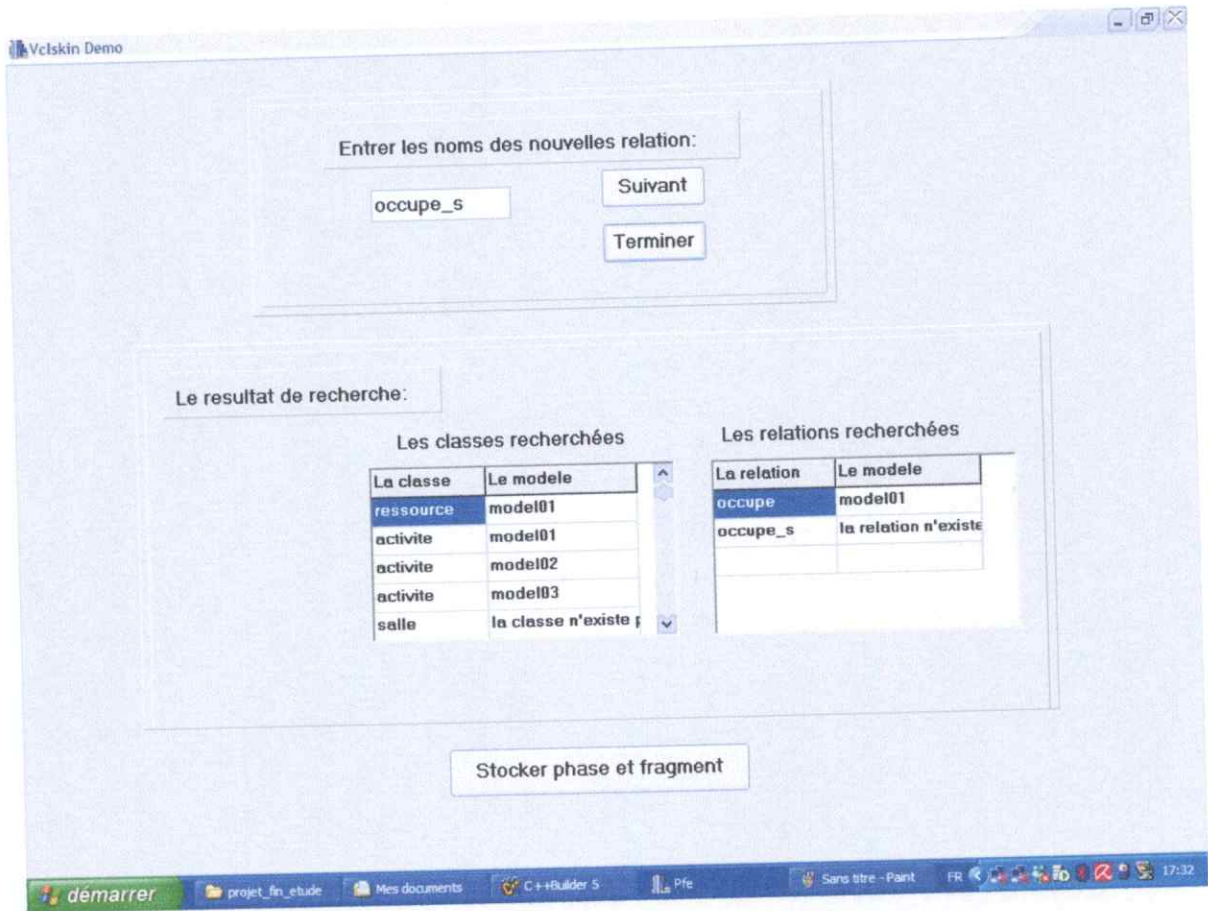 Vclskin Demo
Entrer les noms des nouvelles relation:
occupe_s
Suivant
Terminer
Le resultat de recherche:
Les classes recherchées
La classe Le modele
ressource model01
activite model01
activite model02
activite model03
salle la classe n'existe p
Les relations recherchées
La relation Le modele
occupe model01
occupe_s la relation n'existe
Stocker phase et fragment
démarrer projet_fin_etude Mes documents C++Builder 5 Pfe Sans titre - Paint FR 17:32